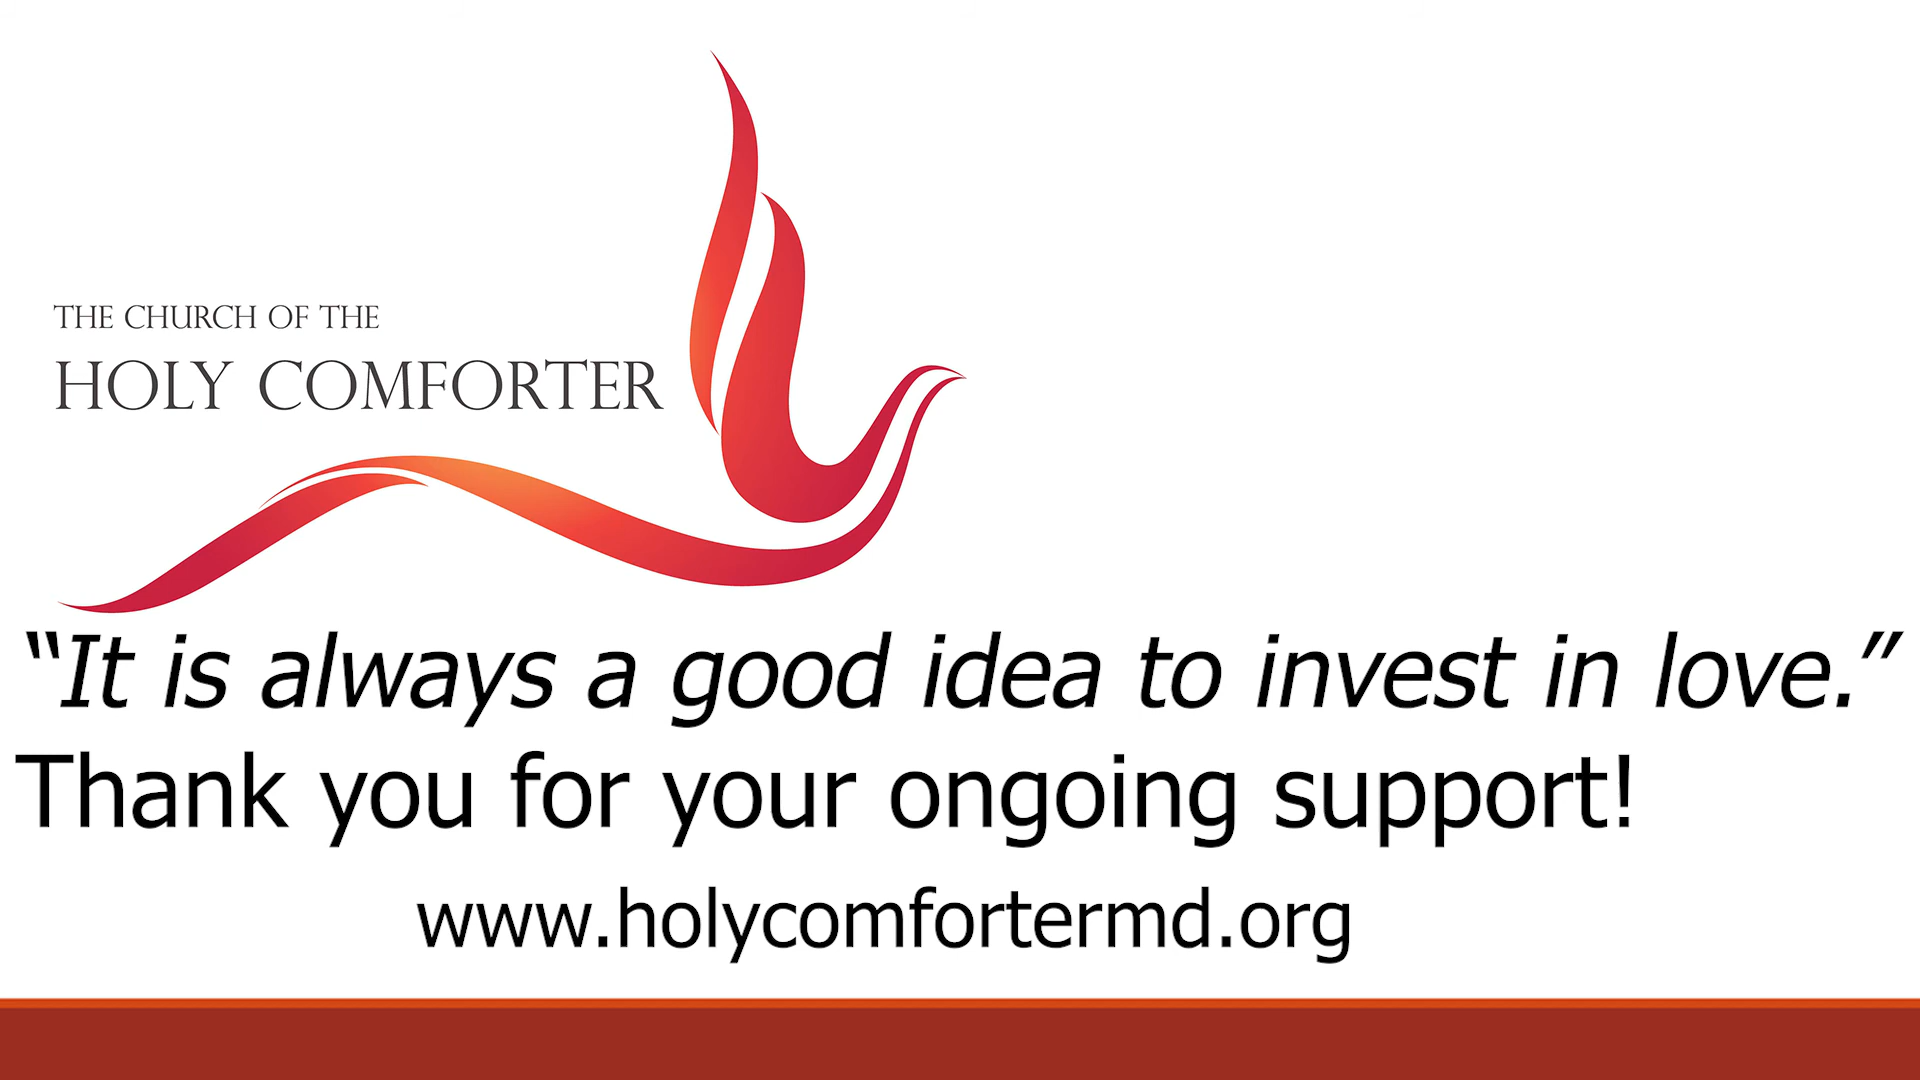 THE CHURCH OF THE
HOLY COMFORTER
“It is always a good idea to invest in love.”
Thank you for your ongoing support!
www.holycomfortermd.org